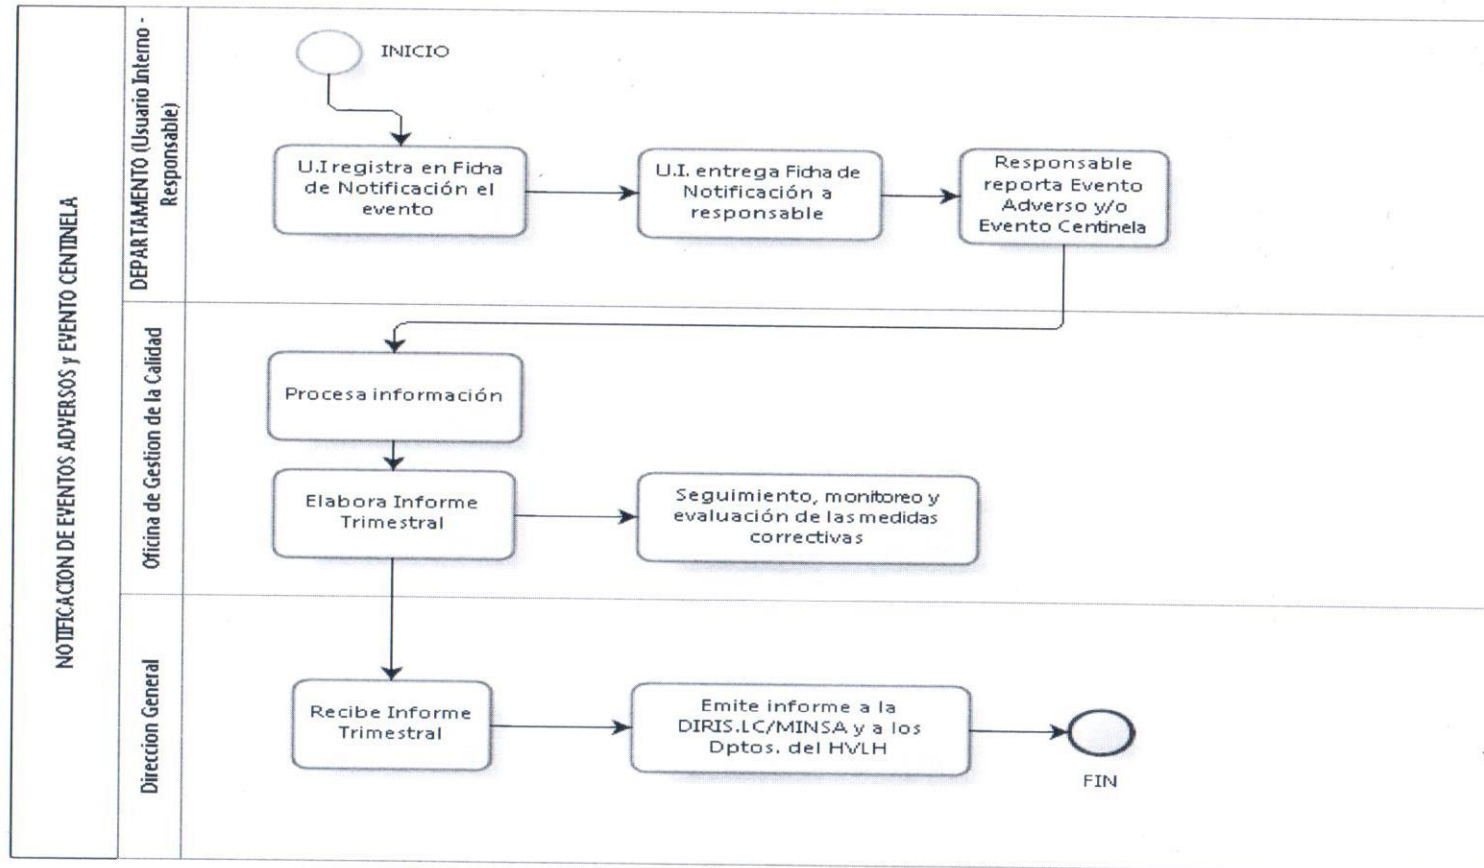 NOTIFICACION DE EVENTOS ADVERSOS y EVENTO CENTINELA
DEPARTAMENTO (Usuario Interno -
Responsable)
INICIO
U.I registra en Ficha
de Notificación el
evento
U.I. entrega Ficha de
Notificación a
responsable
Responsable
reporta Evento
Adverso y/o
Evento Centinela
Oficina de Gestion de la Calidad
Procesa información
Elabora Informe
Trimestral
Seguimiento, monitoreo y
evaluación de las medidas
correctivas
Direccion General
Recibe Informe
Trimestral
Emite informe a la
DIRIS.LC/MINSA y a los
Dptos. del HVLH
FIN